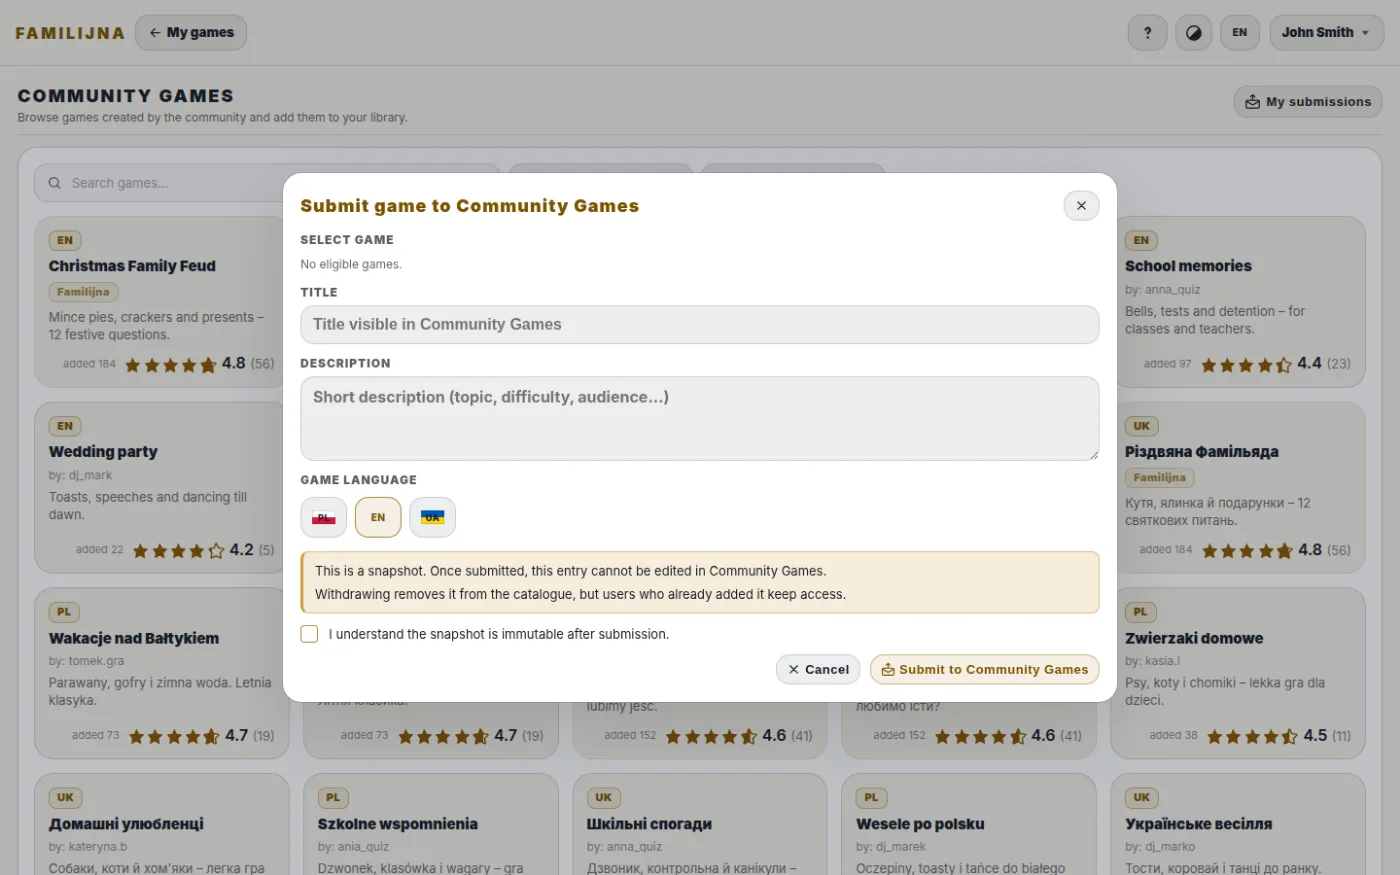 FAMILIJNA
← My games
?
EN
John Smith
COMMUNITY GAMES
Browse games created by the community and add them to your library.
My submissions
Search games...
Submit game to Community Games
SELECT GAME
No eligible games.
TITLE
Title visible in Community Games
DESCRIPTION
Short description (topic, difficulty, audience...)
GAME LANGUAGE
PL
EN
UA
This is a snapshot. Once submitted, this entry cannot be edited in Community Games.
Withdrawing removes it from the catalogue, but users who already added it keep access.
I understand the snapshot is immutable after submission.
Cancel
Submit to Community Games
EN
Christmas Family Feud
Familijna
Mince pies, crackers and presents –
12 festive questions.
added 184 4.8 (56)
EN
School memories
by: anna_quiz
Bells, tests and detention – for
classes and teachers.
added 97 4.4 (23)
EN
Wedding party
by: dj_mark
Toasts, speeches and dancing till
dawn.
added 22 4.2 (5)
UK
Різдвяна Фамільяда
Familijna
Кутя, ялинка й подарунки – 12
святкових питань.
added 184 4.8 (56)
PL
Wakacje nad Bałtykiem
by: tomek.gra
Parawany, gofry i zimna woda. Letnia
klasyka.
added 73 4.7 (19)
added 73 4.7 (19)
lubimy jeść.
added 152 4.6 (41)
любимо їсти?
added 152 4.6 (41)
PL
Zwierzaki domowe
by: kasia.l
Psy, koty i chomiki – lekka gra dla
dzieci.
added 38 4.5 (11)
UK
Домашні улюбленці
by: kateryna.b
Собаки, коти й хом'яки – легка гра
PL
Szkolne wspomnienia
by: ania_quiz
Dzwonek, klasówka i wagary – gra
UK
Шкільні спогади
by: anna_quiz
Дзвоник, контрольна й канікули –
PL
Wesele po polsku
by: dj_marek
Oczepiny, toasty i tańce do białego
UK
Українське весілля
by: dj_marko
Тости, коровай і танці до ранку.